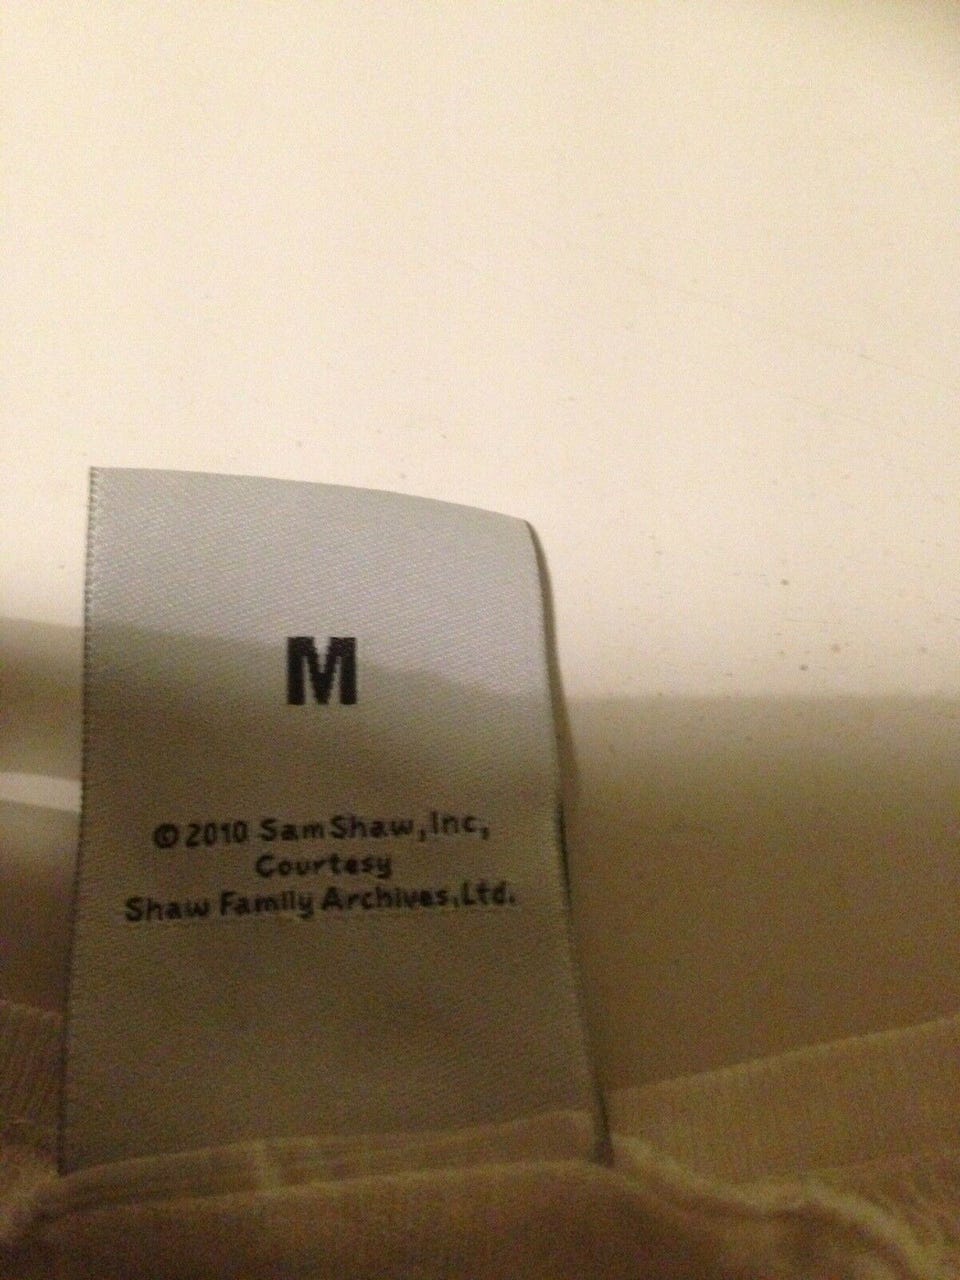 M
© 2010 Sam Shaw, Inc,
Courtesy
Shaw Family Archives, Ltd.